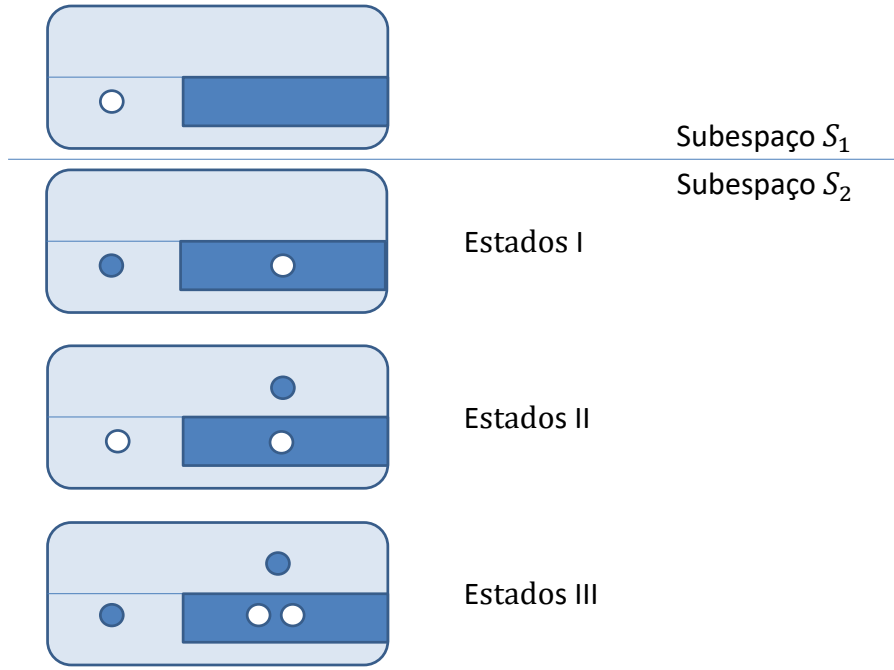 Subespaço S₁
Subespaço S₂
Estados I
Estados II
Estados III